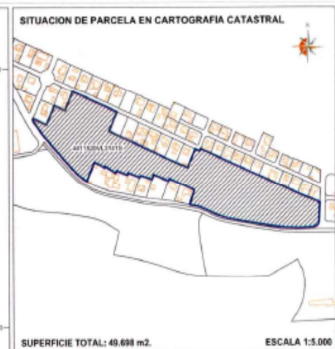 SITUACION DE PARCELA EN CARTOGRAFIA CATASTRAL
SUPERFICIE TOTAL: 49.698 m2.
ESCALA 1:5.000